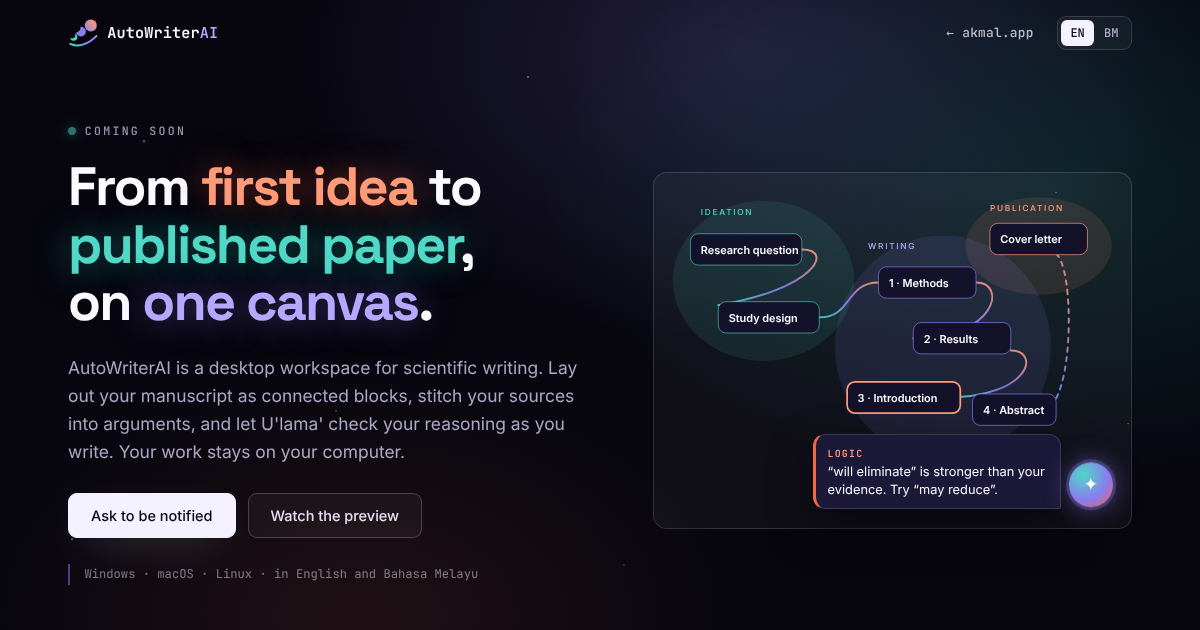 AutoWriterAI
← akmal.app
EN
BM
COMING SOON
From first idea to
published paper,
on one canvas.
AutoWriterAI is a desktop workspace for scientific writing. Lay
out your manuscript as connected blocks, stitch your sources
into arguments, and let U'lama' check your reasoning as you
write. Your work stays on your computer.
Ask to be notified
Watch the preview
Windows · macOS · Linux · in English and Bahasa Melayu
IDEATION
Research question
Study design
WRITING
1 · Methods
2 · Results
3 · Introduction
4 · Abstract
PUBLICATION
Cover letter
LOGIC
“will eliminate” is stronger than your
evidence. Try “may reduce”.